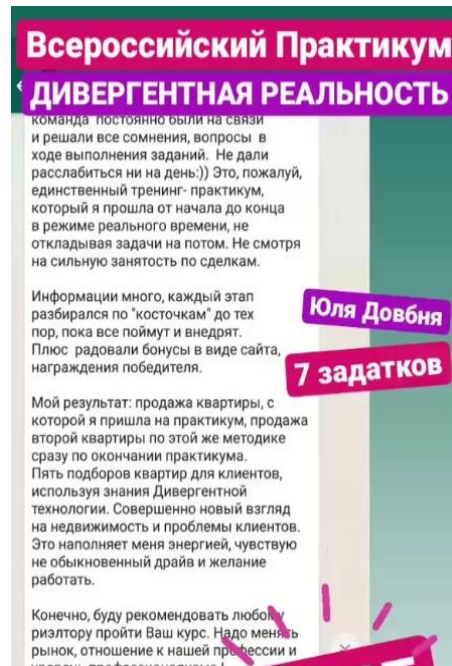 Всероссийский Практикум
ДИВЕРГЕНТНАЯ РЕАЛЬНОСТЬ
команда постоянно были на связи
и решали все сомнения, вопросы в
ходе выполнения заданий. Не дали
расслабиться ни на день:)) Это, пожалуй,
единственный тренинг- практикум,
который я прошла от начала до конца
в режиме реального времени, не
откладывая задачи на потом. Не смотря
на сильную занятость по сделкам.
Информации много, каждый этап
разбирался по "косточкам" до тех
пор, пока все поймут и внедрят.
Плюс радовали бонусы в виде сайта,
награждения победителя.
Юля Довбня
7 задатков
Мой результат: продажа квартиры, с
которой я пришла на практикум, продажа
второй квартиры по этой же методике
сразу по окончании практикума.
Пять подборов квартир для клиентов,
используя знания Дивергентной
технологии. Совершенно новый взгляд
на недвижимость и проблемы клиентов.
Это наполняет меня энергией, чувствую
не обыкновенный драйв и желание
работать.
Конечно, буду рекомендовать любому
риэлтору пройти Ваш курс. Надо менять
рынок, отношение к нашей профессии и